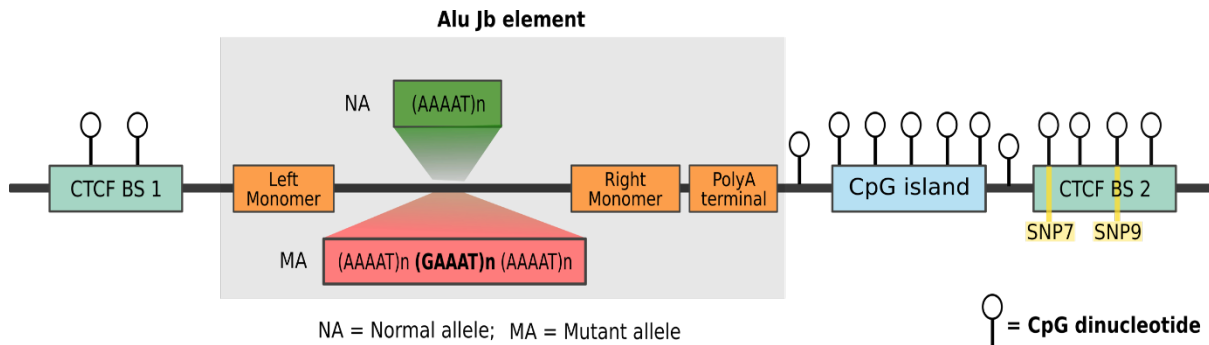 Alu Jb element
NA
(AAAAT)n
CTCF BS 1
Left
Monomer
Right
Monomer
PolyA
terminal
CpG island
CTCF BS 2
SNP7
SNP9
MA
(AAAAT)n (GAAAT)n (AAAAT)n
NA = Normal allele; MA = Mutant allele
= CpG dinucleotide